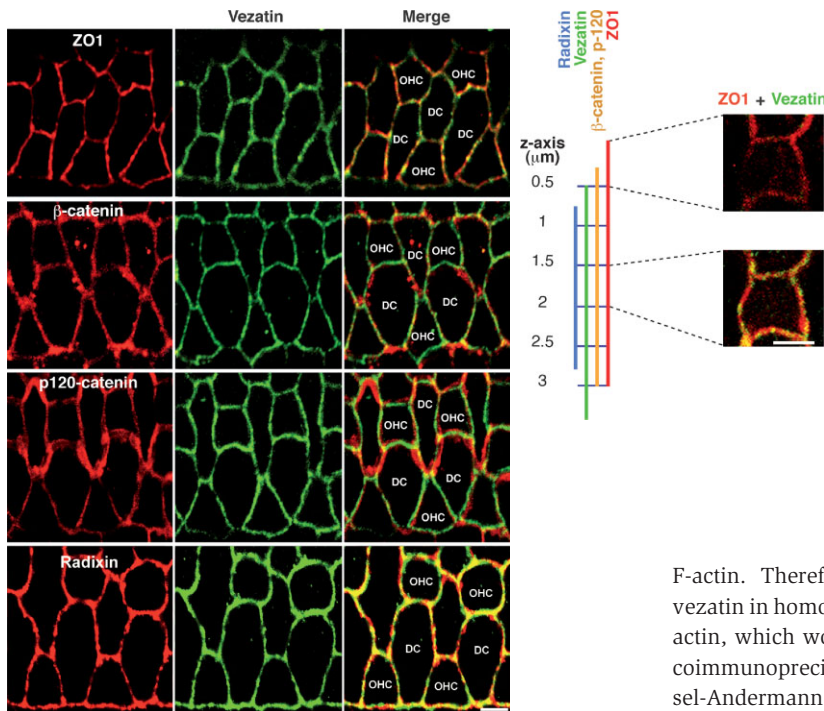 Vezatin
Merge
ZO1
OHC
OHC
DC
DC
DC
OHC
β-catenin
OHC
DC
OHC
DC
DC
OHC
p120-catenin
DC
OHC
OHC
DC
DC
OHC
Radixin
OHC
OHC
DC
DC
OHC
OHC
Radixin
Vezatin
β-catenin, p-120
ZO1
z-axis
(μm)
0.5
1
1.5
2
2.5
3
ZO1 + Vezatin
F-actin. Theref
vezatin in homo
actin, which wo
coimmunopreci
sel-Andermann